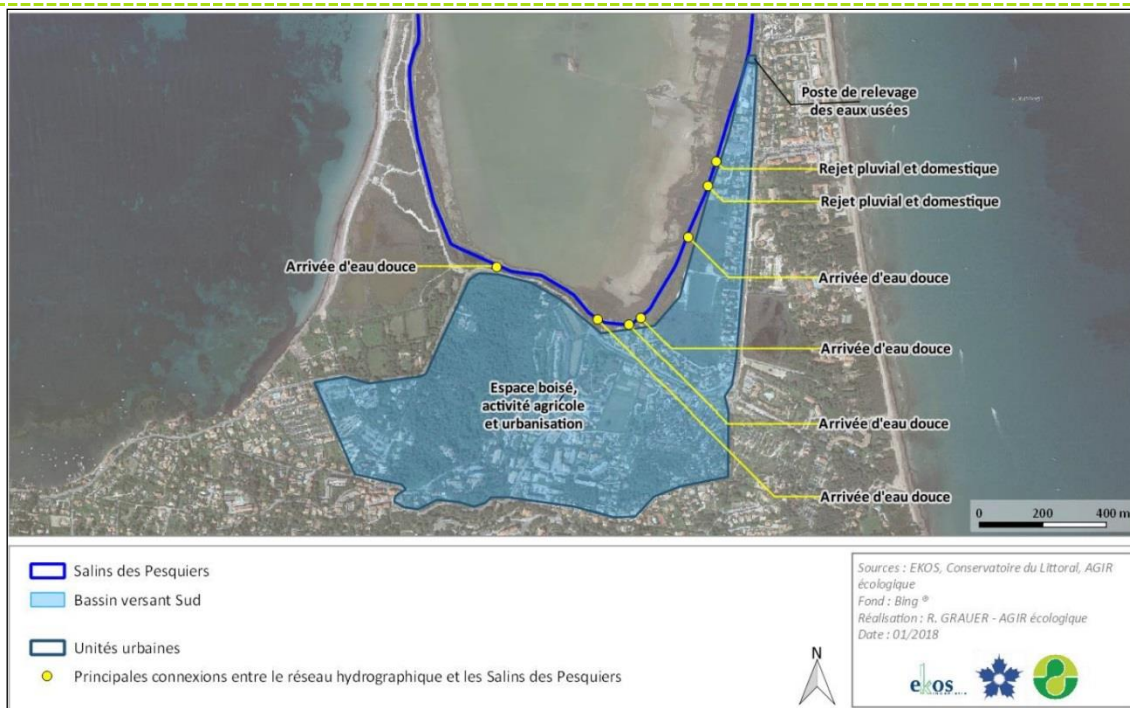 Poste de relevage
des eaux usées
Rejet pluvial et domestique
Rejet pluvial et domestique
Arrivée d'eau douce
Arrivée d'eau douce
Arrivée d'eau douce
Espace boisé,
activité agricole
et urbanisation
Arrivée d'eau douce
Arrivée d'eau douce
0 200 400 m
Salins des Pesquiers
Bassin versant Sud
Unités urbaines
Principales connexions entre le réseau hydrographique et les Salins des Pesquiers
N
Sources : EKOS, Conservatoire du Littoral, AGIR
écologique
Fond : Bing ®
Réalisation : R. GRAUER - AGIR écologique
Date : 01/2018
ekos